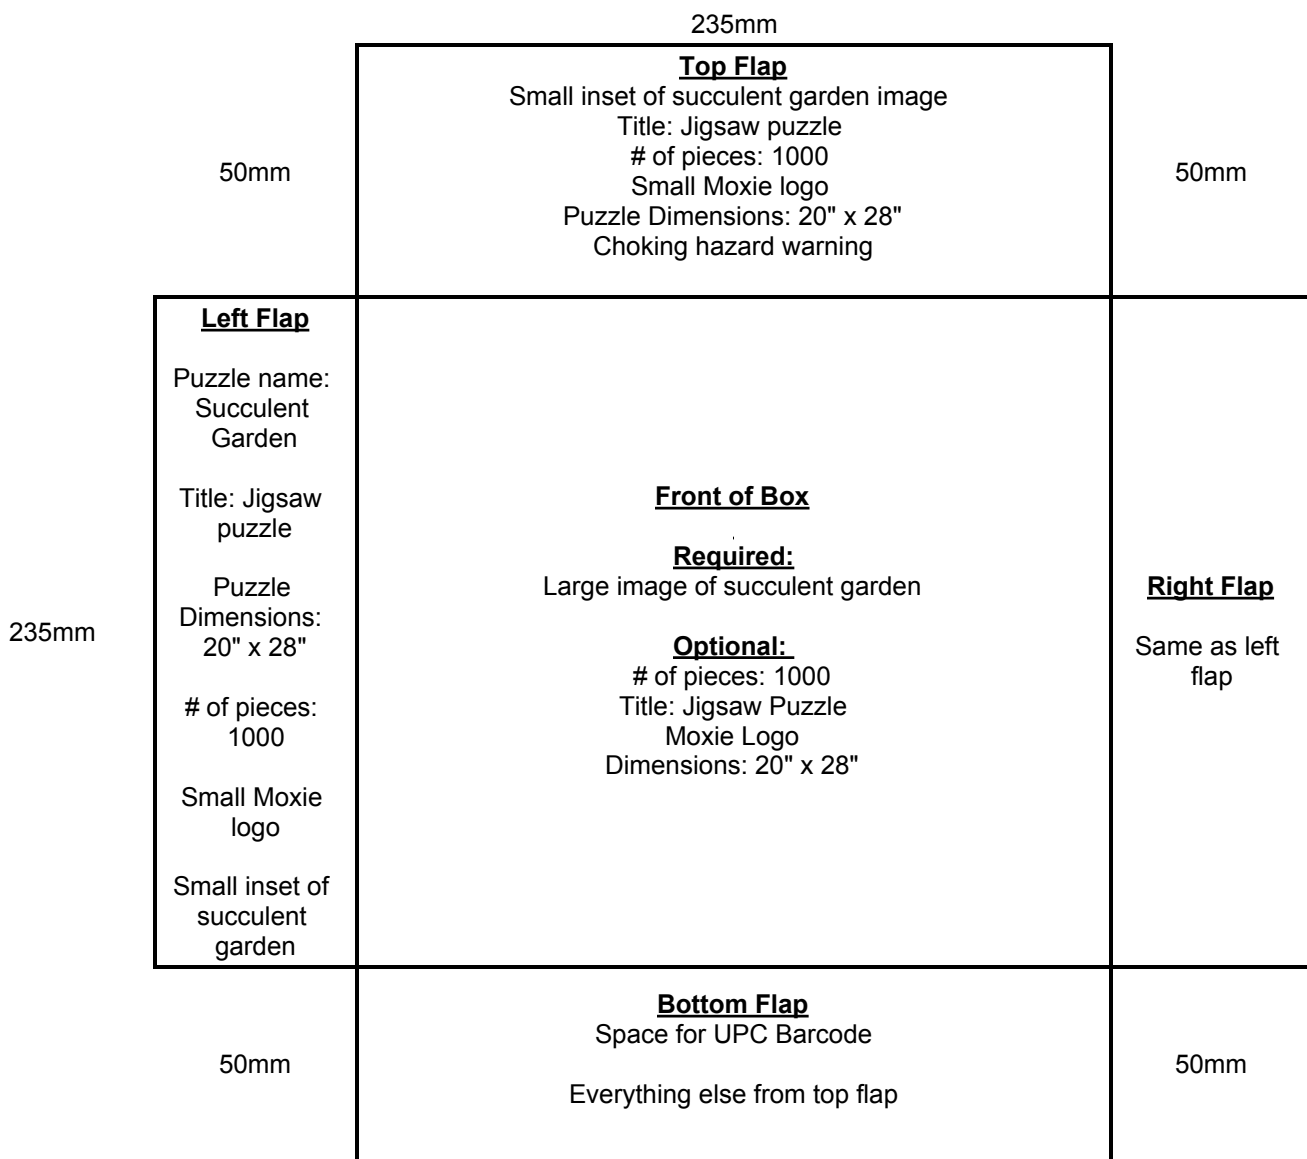 235mm
Top Flap
Small inset of succulent garden image
Title: Jigsaw puzzle
# of pieces: 1000
Small Moxie logo
Puzzle Dimensions: 20" x 28"
Choking hazard warning
50mm
50mm
Left Flap
Puzzle name:
Succulent
Garden
Title: Jigsaw
puzzle
Puzzle
Dimensions:
20" x 28"
# of pieces:
1000
Small Moxie
logo
Small inset of
succulent
garden
235mm
Front of Box
Required:
Large image of succulent garden
Optional:
# of pieces: 1000
Title: Jigsaw Puzzle
Moxie Logo
Dimensions: 20" x 28"
Right Flap
Same as left
flap
50mm
Bottom Flap
Space for UPC Barcode
Everything else from top flap
50mm